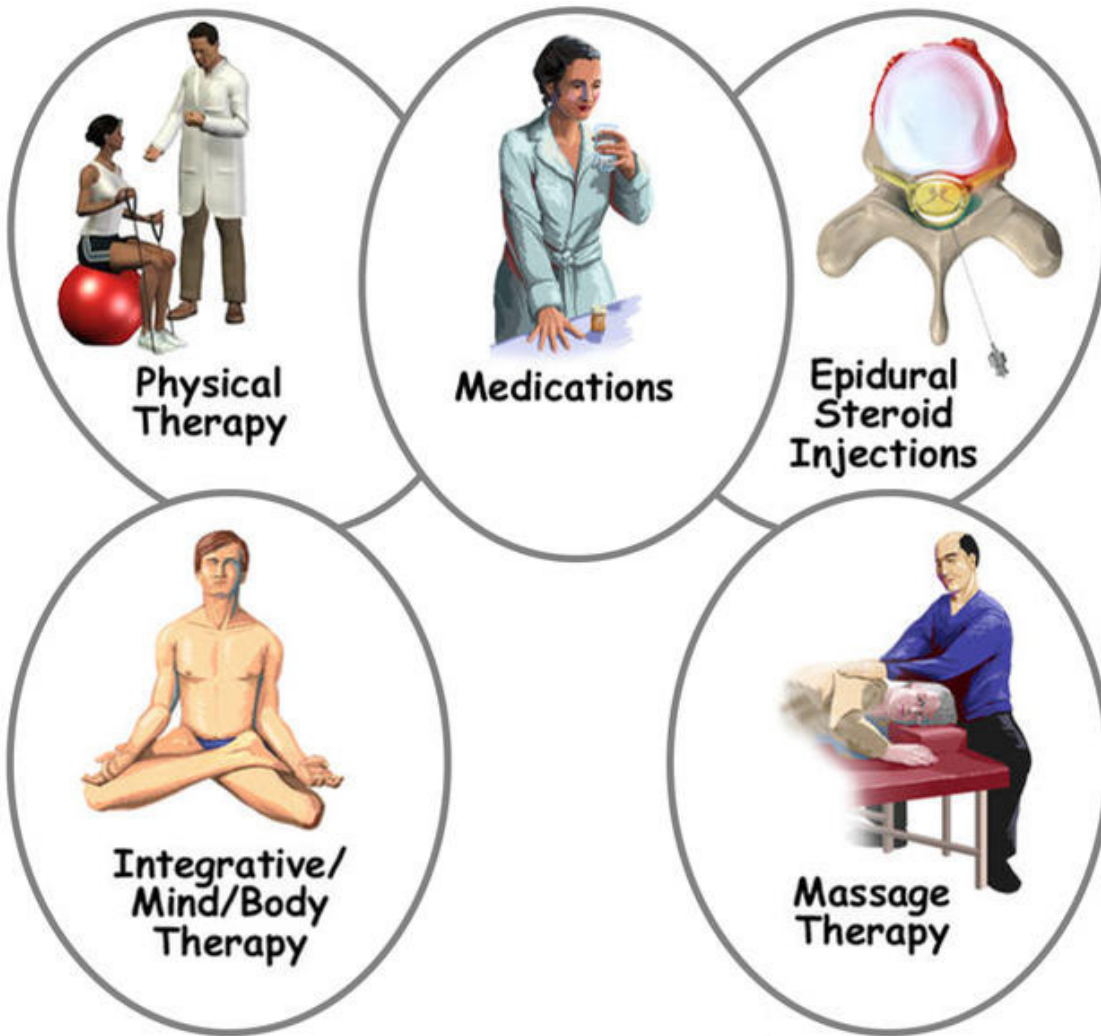 Physical
Therapy
Medications
Epidural
Steroid
Injections
Integrative/
Mind/Body
Therapy
Massage
Therapy